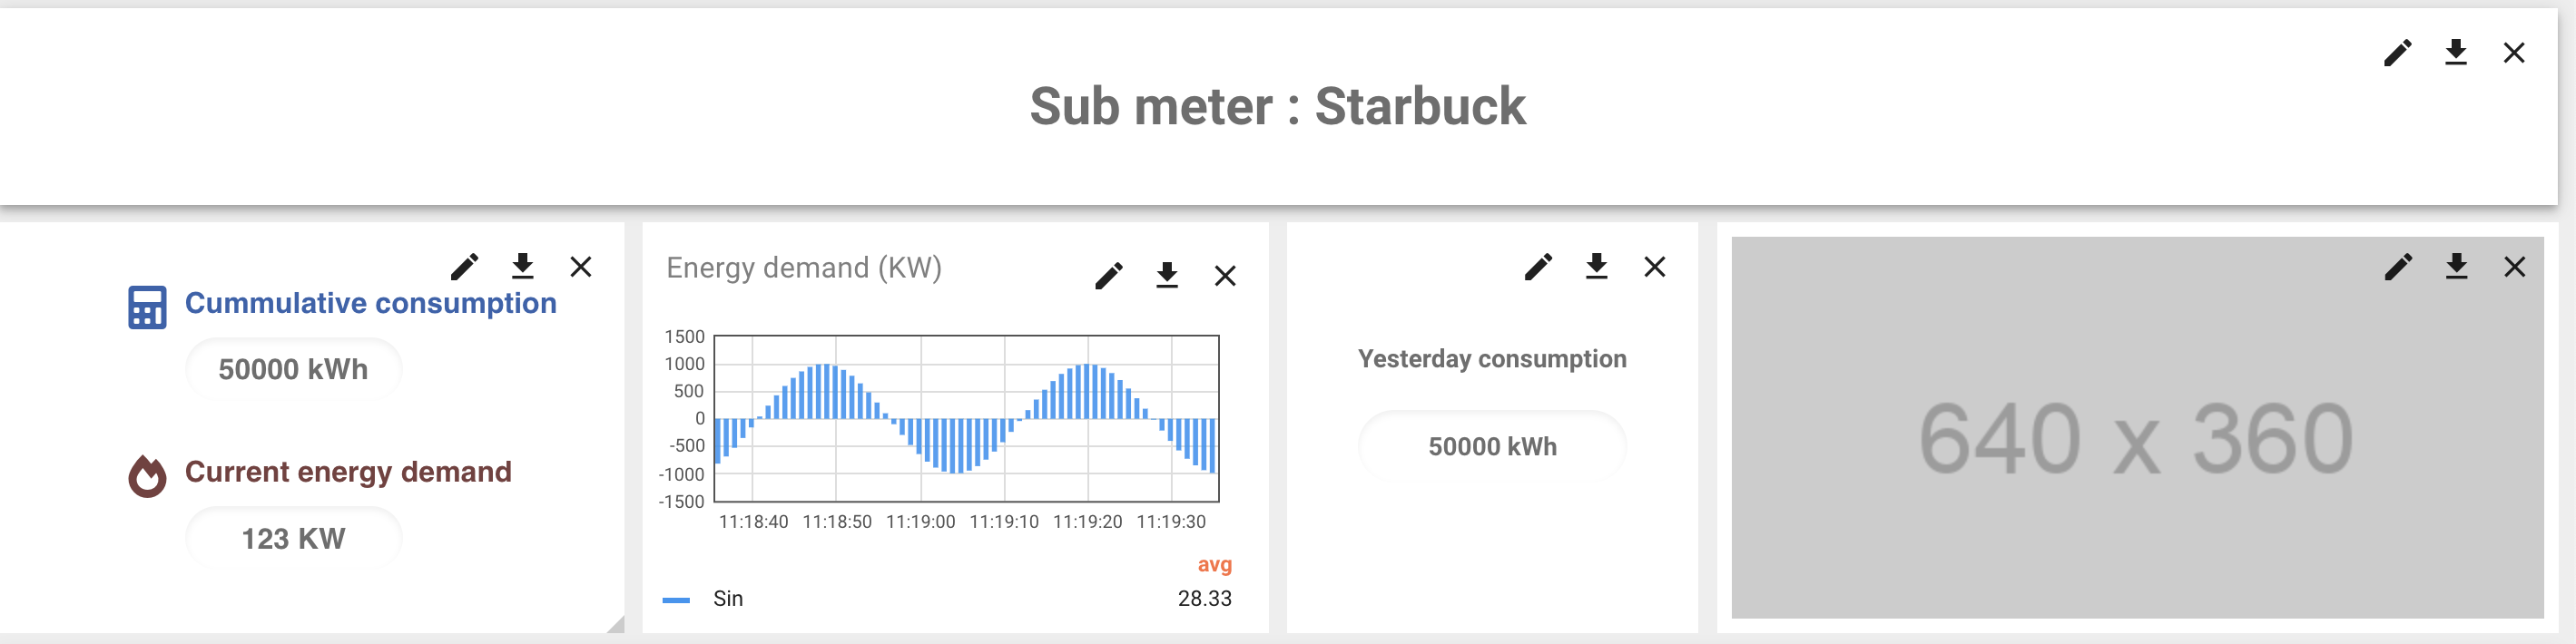 Sub meter : Starbuck
Cummulative consumption
50000 kWh
Current energy demand
123 KW
Energy demand (KW)
1500
1000
500
0
-500
-1000
-1500
11:18:40 11:18:50 11:19:00 11:19:10 11:19:20 11:19:30
avg
Sin 28.33
Yesterday consumption
50000 kWh
640 x 360